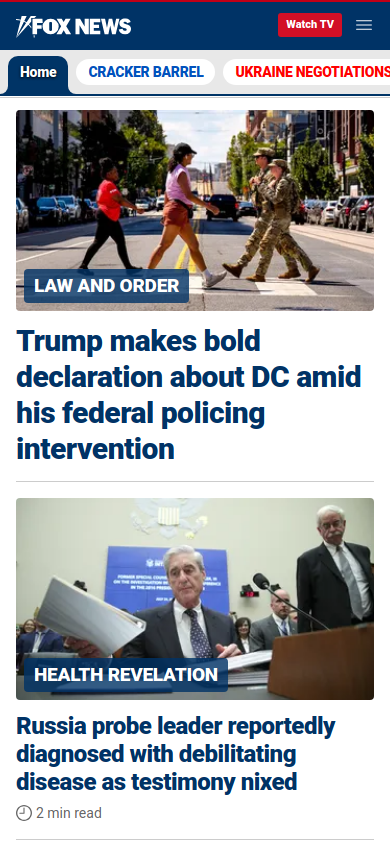 FOX NEWS
Watch TV
Home
CRACKER BARREL
UKRAINE NEGOTIATIONS
LAW AND ORDER
Trump makes bold
declaration about DC amid
his federal policing
intervention
HEALTH REVELATION
Russia probe leader reportedly
diagnosed with debilitating
disease as testimony nixed
2 min read